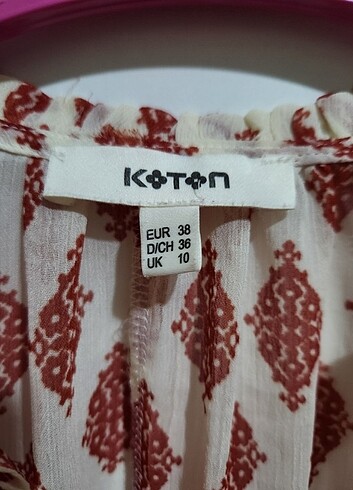 KOTON
EUR 38
D/CH 36
UK 10